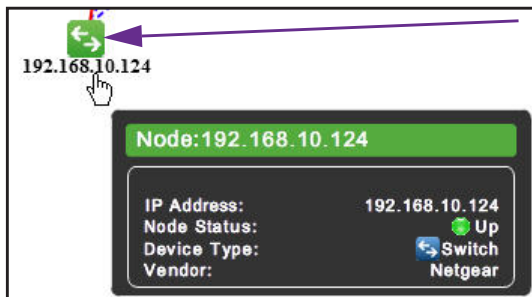 192.168.10.124
Node:192.168.10.124
IP Address: 192.168.10.124
Node Status: Up
Device Type: Switch
Vendor: Netgear